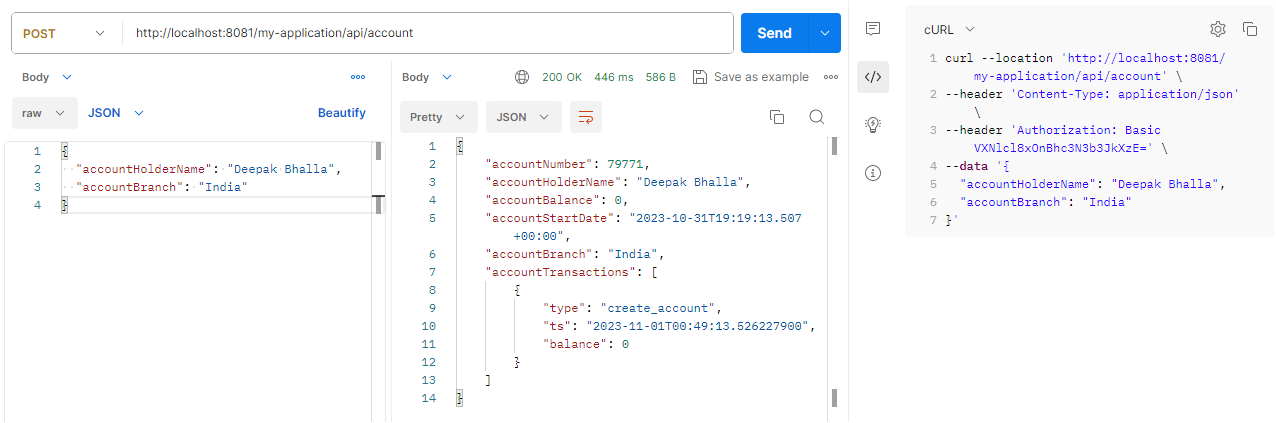 POST
http://localhost:8081/my-application/api/account
Send
Body
raw
JSON
Beautify
1 {
2 "accountHolderName": "Deepak Bhalla",
3 "accountBranch": "India"
4 }
Body
200 OK 446 ms 586 B Save as example
Pretty
JSON
1 {
2 "accountNumber": 79771,
3 "accountHolderName": "Deepak Bhalla",
4 "accountBalance": 0,
5 "accountStartDate": "2023-10-31T19:19:13.507
+00:00",
6 "accountBranch": "India",
7 "accountTransactions": [
8 {
9 "type": "create_account",
10 "ts": "2023-11-01T00:49:13.526227900",
11 "balance": 0
12 }
13 ]
14 }
cURL
1 curl --location 'http://localhost:8081/
my-application/api/account' \
2 --header 'Content-Type: application/json'
\
3 --header 'Authorization: Basic
VXNlcl8xOnBhc3N3b3JkXzE=' \
4 --data '{
5 "accountHolderName": "Deepak Bhalla",
6 "accountBranch": "India"
7 }'